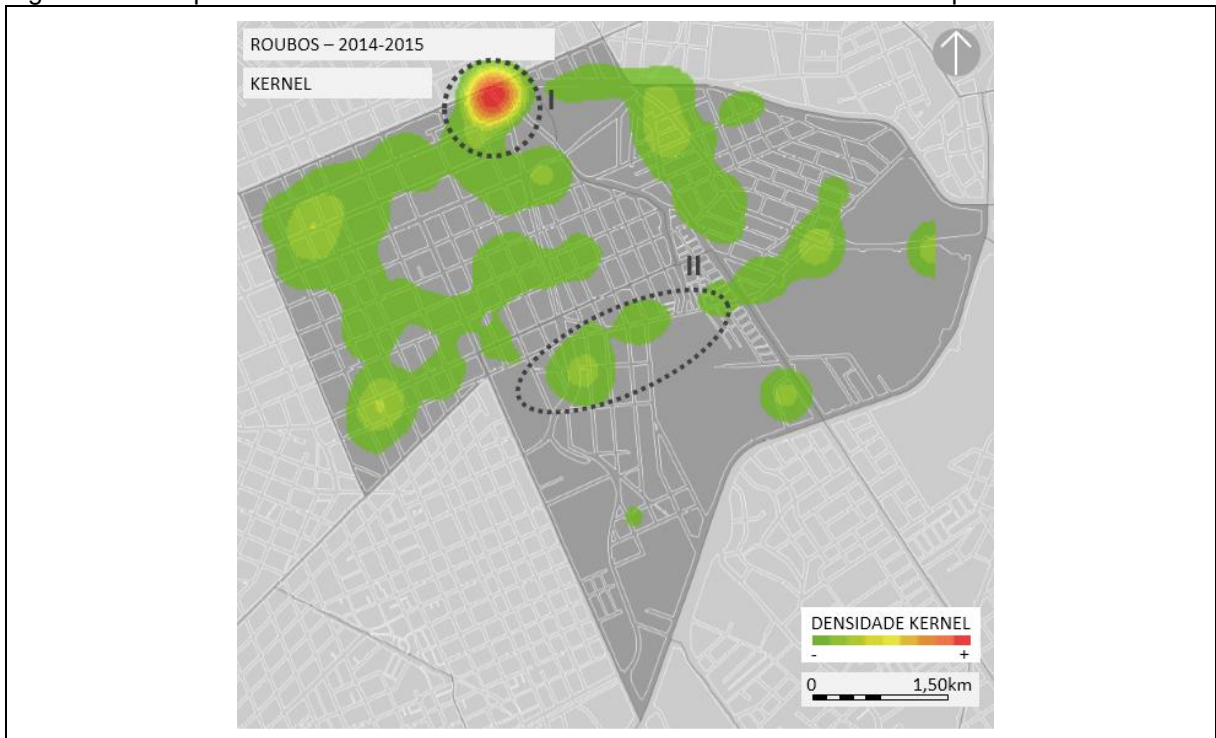 ROUBOS – 2014-2015
KERNEL
I
II
DENSIDADE KERNEL
- +
0 1,50km